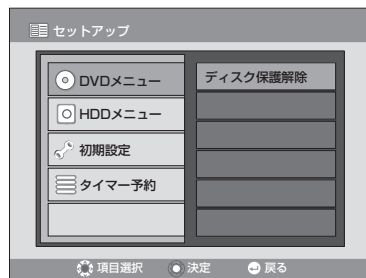 セットアップ
DVDメニュー
HDDメニュー
初期設定
タイマー予約
ディスク保護解除
項目選択 決定 戻る